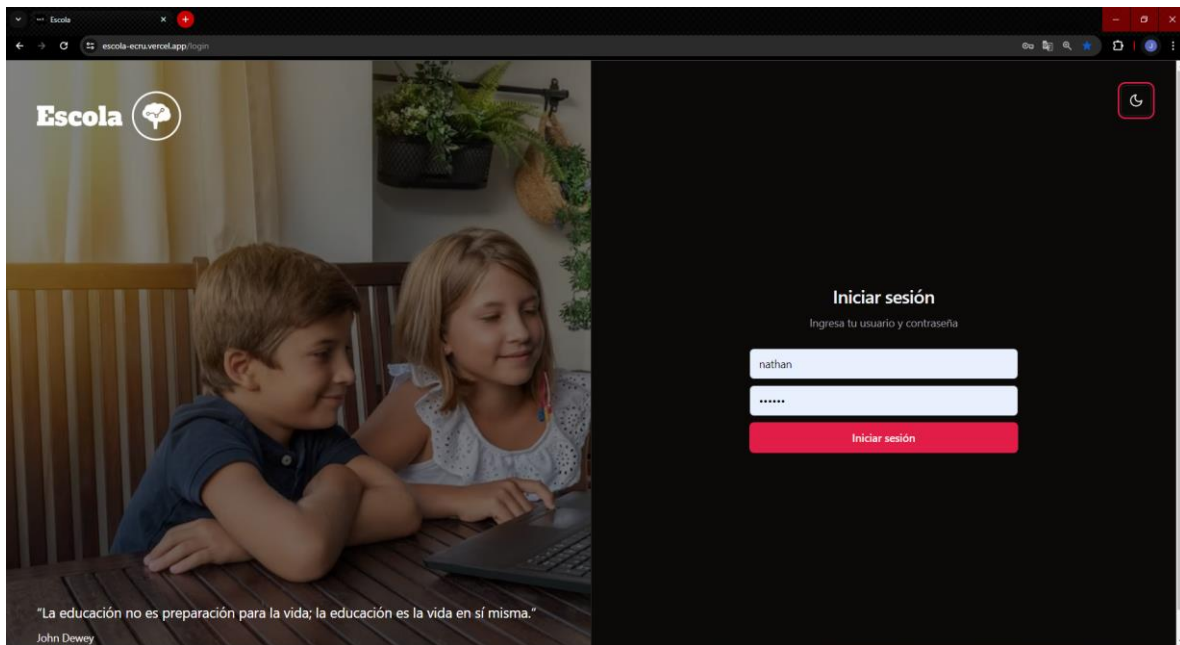 Escola
escola-ecru.vercel.app/login
Escola
Iniciar sesión
Ingresa tu usuario y contraseña
nathan
••••••
Iniciar sesión
“La educación no es preparación para la vida; la educación es la vida en sí misma.”
John Dewey